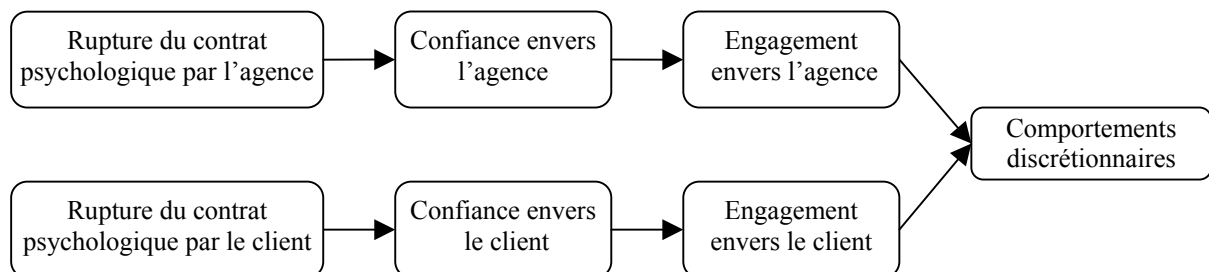 Rupture du contrat
psychologique par l’agence
Confiance envers
l’agence
Engagement
envers l’agence
Comportements
discrétionnaires
Rupture du contrat
psychologique par le client
Confiance envers
le client
Engagement
envers le client